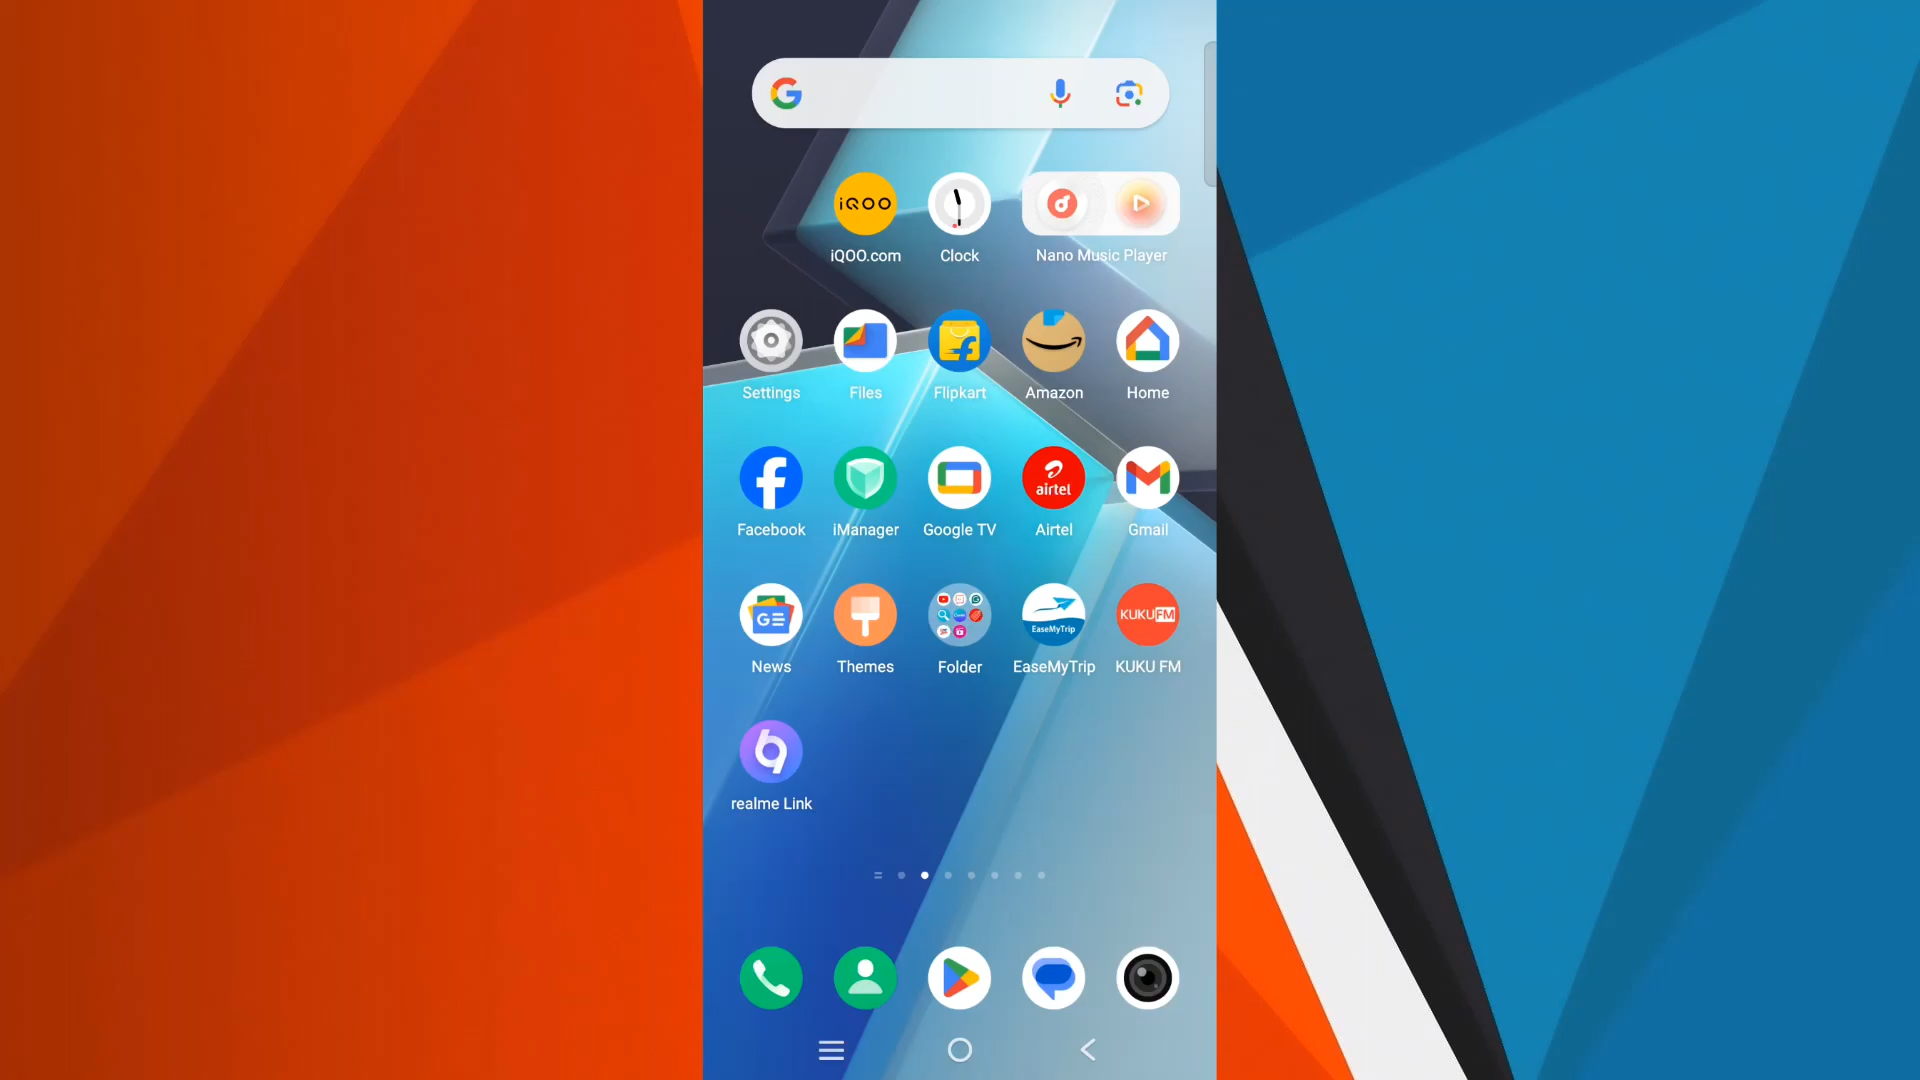 iQOO
iQOO.com
Clock
Nano Music Player
Settings
Files
Flipkart
Amazon
Home
airtel
Facebook
iManager
Google TV
Airtel
Gmail
GE
EaseMyTrip
KUKU FM
News
Themes
Folder
EaseMyTrip
KUKU FM
realme Link